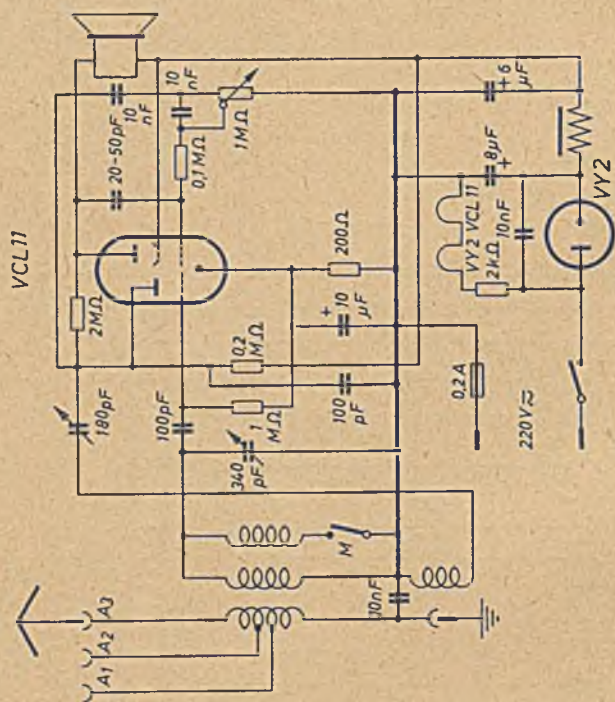 VCL11
A1
A2
A3
180pF
2MΩ
20-50pF
10
nF
10
nF
0,1MΩ
1MΩ
100pF
340
pF
1
MΩ
0,2
MΩ
100
pF
+
10
µF
200Ω
M
10nF
0,2A
220V≂
2kΩ
VY2 VCL11
10nF
8µF
+
+ 6
µF
VY2